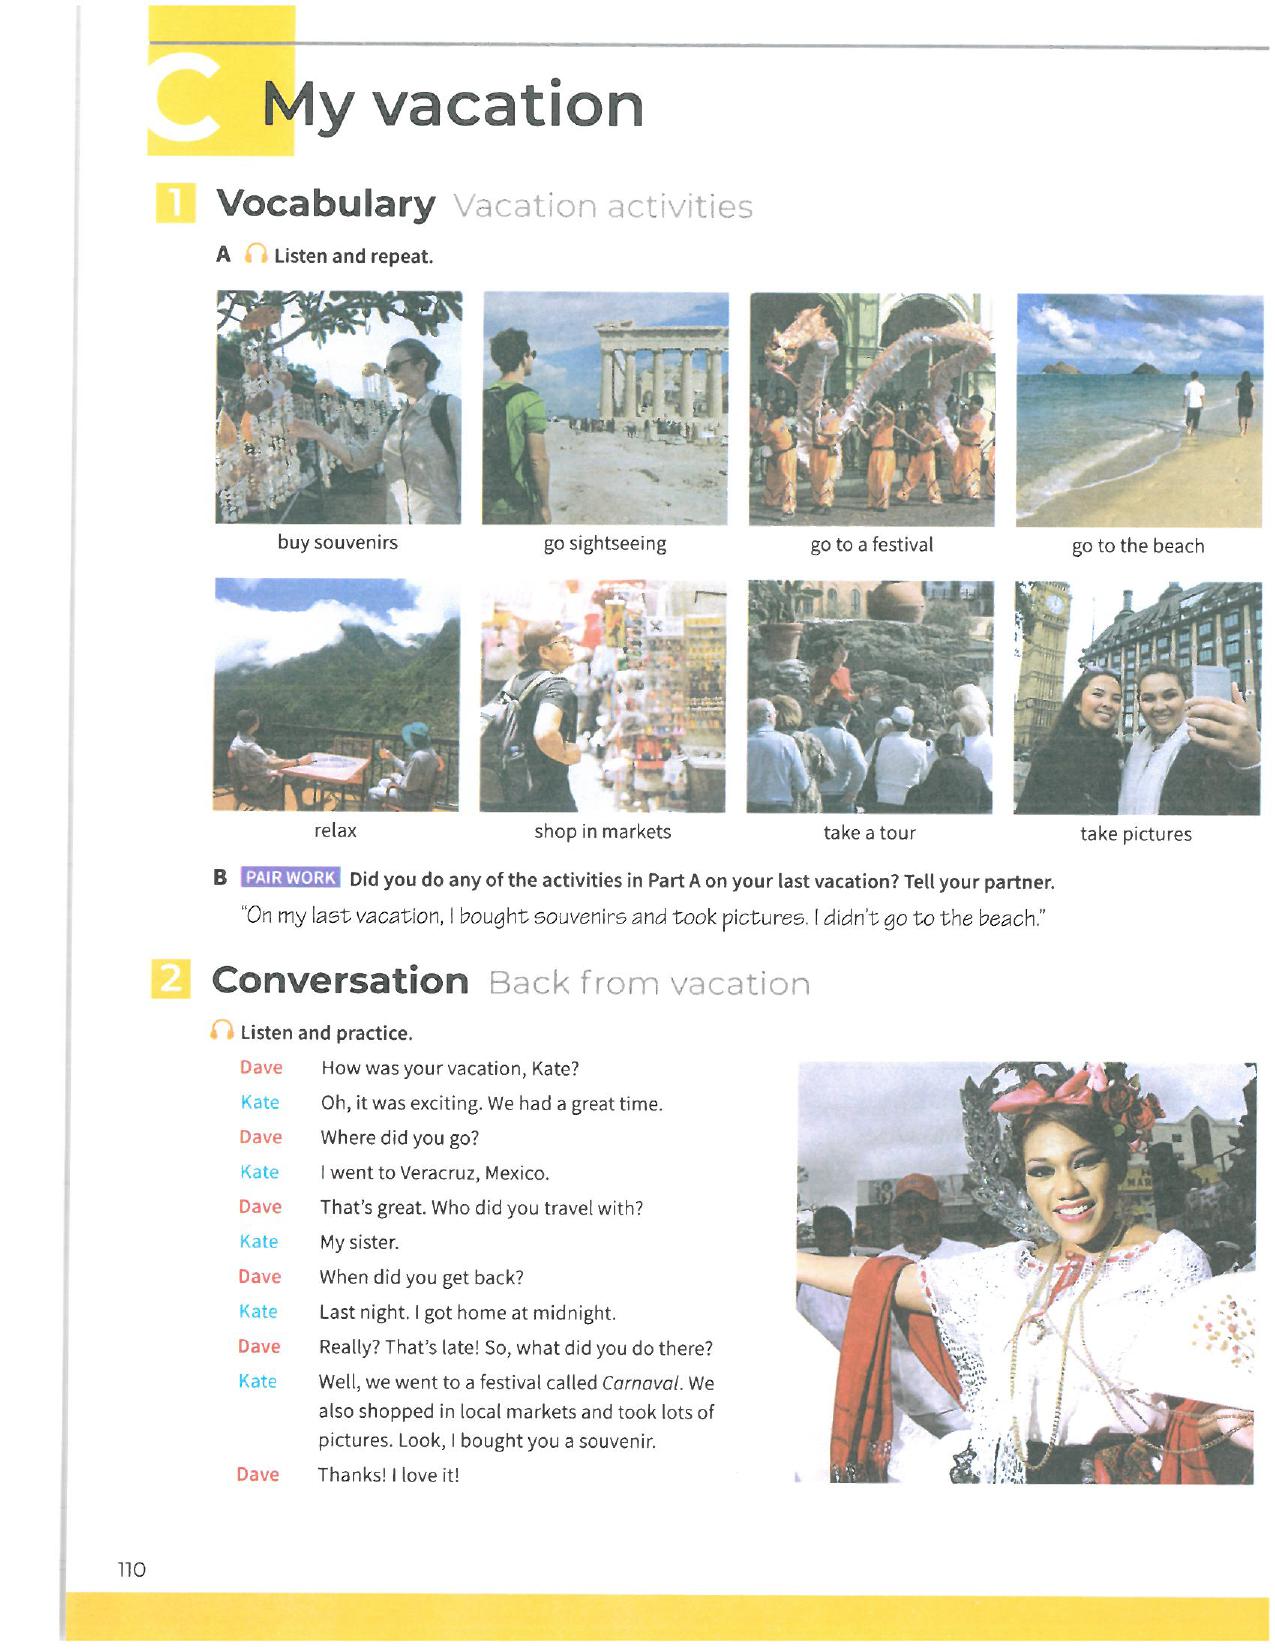 C My vacation
1 Vocabulary Vacation activities
A Listen and repeat.
buy souvenirs
go sightseeing
go to a festival
go to the beach
relax
shop in markets
take a tour
take pictures
B PAIR WORK Did you do any of the activities in Part A on your last vacation? Tell your partner.
"On my last vacation, I bought souvenirs and took pictures. I didn't go to the beach."
2 Conversation Back from vacation
Listen and practice.
Dave How was your vacation, Kate?
Kate Oh, it was exciting. We had a great time.
Dave Where did you go?
Kate I went to Veracruz, Mexico.
Dave That's great. Who did you travel with?
Kate My sister.
Dave When did you get back?
Kate Last night. I got home at midnight.
Dave Really? That's late! So, what did you do there?
Kate Well, we went to a festival called Carnaval. We
also shopped in local markets and took lots of
pictures. Look, I bought you a souvenir.
Dave Thanks! I love it!
110